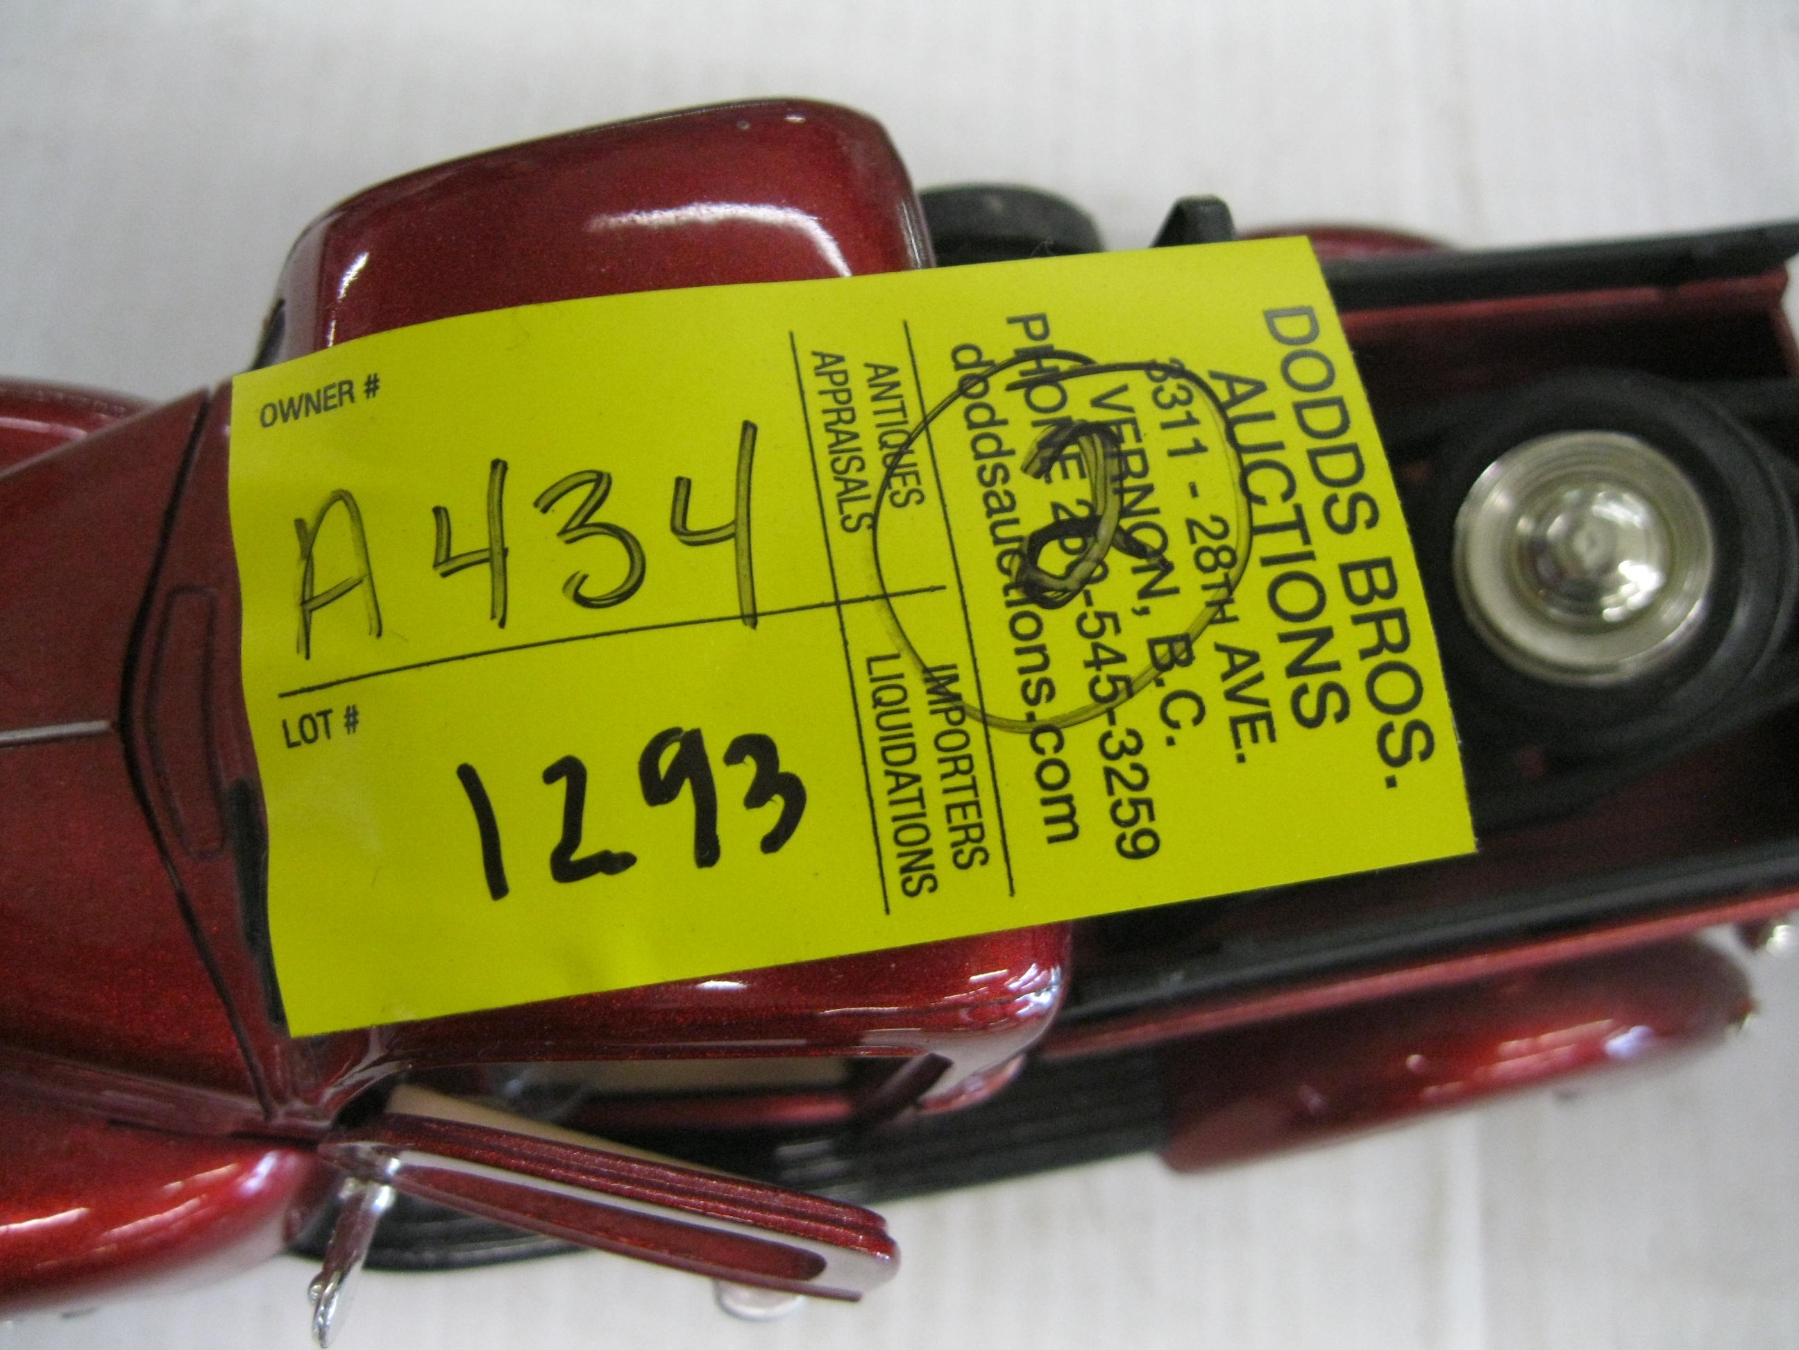 DODDS BROS.
AUCTIONS
3311 - 28TH AVE.
VERNON, B.C.
PHONE 250-545-3259
doddsauctions.com
ANTIQUES
APPRAISALS
IMPORTERS
LIQUIDATIONS
OWNER #
A434
LOT #
1293